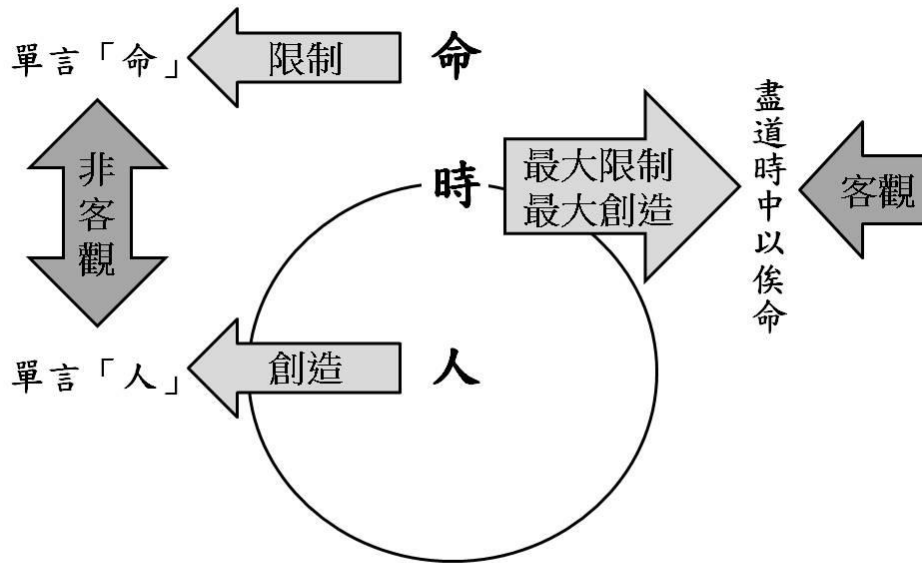 單言「命」
限制
命
非客觀
時
最大限制
最大創造
盡道時中以俟命
客觀
單言「人」
創造
人